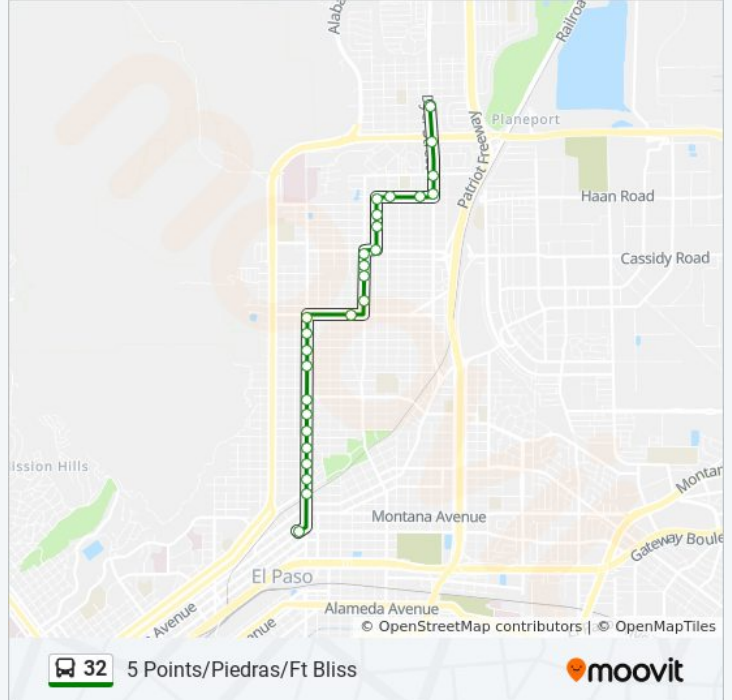 Alaba
Railroa
Planeport
Patriot Freeway
Haan Road
Cassidy Road
ission Hills
Montana Avenue
Montar
Gateway Boule
El Paso
Alameda Avenue
Avenue
enue
© OpenStreetMap contributors | © OpenMapTiles
32 5 Points/Piedras/Ft Bliss
moovit